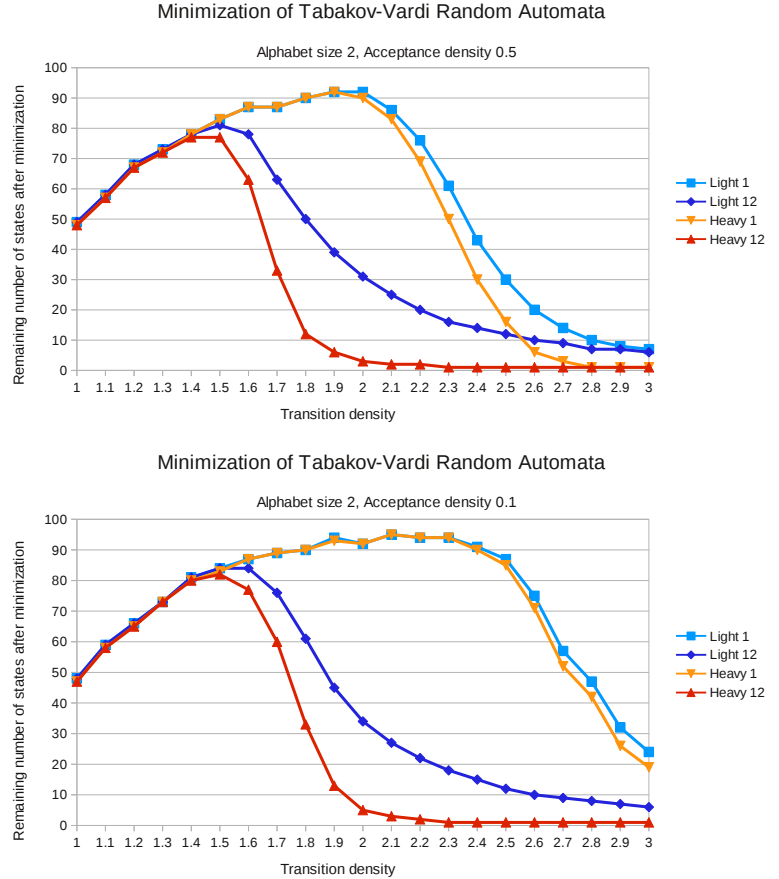 Minimization of Tabakov-Vardi Random Automata
Alphabet size 2, Acceptance density 0.5
Remaining number of states after minimization
100
90
80
70
60
50
40
30
20
10
0
1 1.1 1.2 1.3 1.4 1.5 1.6 1.7 1.8 1.9 2 2.1 2.2 2.3 2.4 2.5 2.6 2.7 2.8 2.9 3
Transition density
Light 1
Light 12
Heavy 1
Heavy 12
Minimization of Tabakov-Vardi Random Automata
Alphabet size 2, Acceptance density 0.1
Remaining number of states after minimization
100
90
80
70
60
50
40
30
20
10
0
1 1.1 1.2 1.3 1.4 1.5 1.6 1.7 1.8 1.9 2 2.1 2.2 2.3 2.4 2.5 2.6 2.7 2.8 2.9 3
Transition density
Light 1
Light 12
Heavy 1
Heavy 12